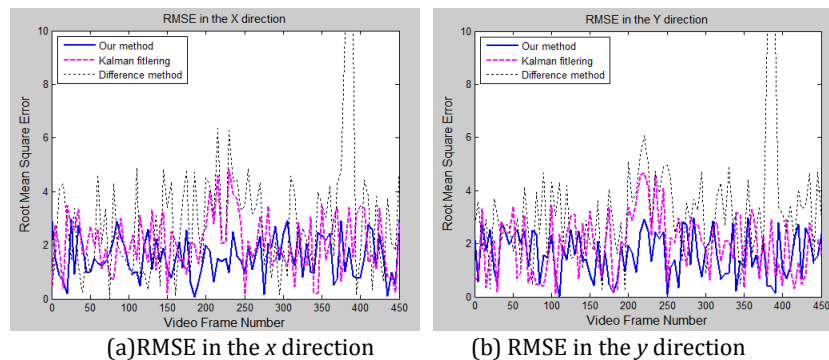 RMSE in the X direction
10
8
6
4
2
0
Our method
Kalman fitlering
Difference method
Root Mean Square Error
0 50 100 150 200 250 300 350 400 450
Video Frame Number
(a)RMSE in the x direction
RMSE in the Y direction
10
8
6
4
2
0
Our method
Kalman fitlering
Difference method
Root Mean Square Error
0 50 100 150 200 250 300 350 400 450
Video Frame Number
(b) RMSE in the y direction